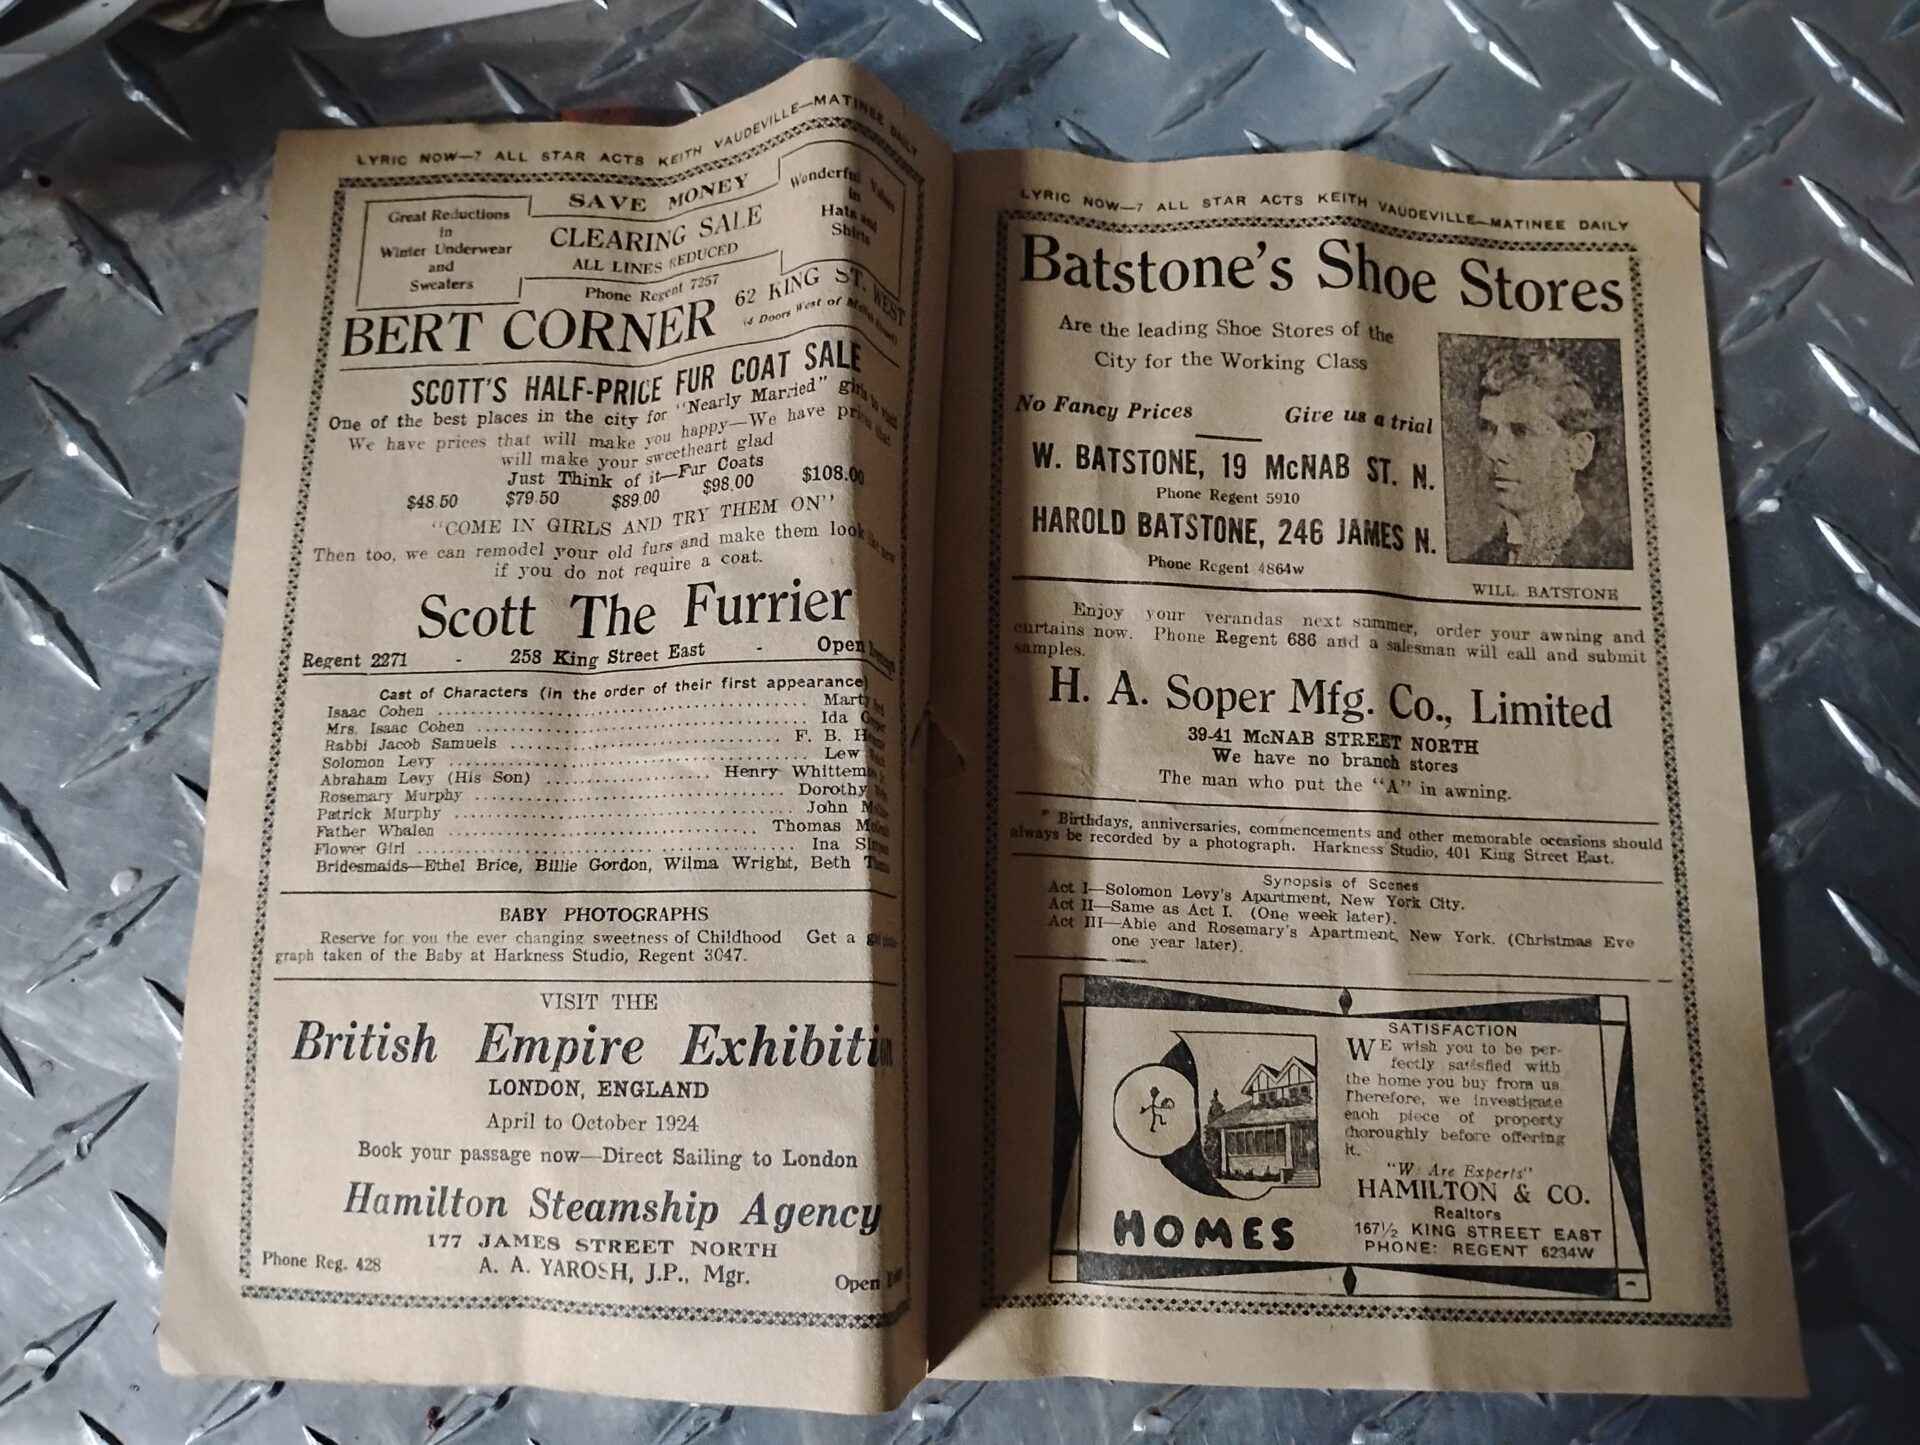 LYRIC NOW—7 ALL STAR ACTS KEITH VAUDEVILLE—MATINEE DAILY
Great Reductions
in
Winter Underwear
and
Sweaters
SAVE MONEY
CLEARING SALE
ALL LINES REDUCED
Phone Regent 7257
Wonderful Values
in
Hats and
Shirts
BERT CORNER
62 KING ST. WEST
(4 Doors West of
SCOTT'S HALF-PRICE FUR COAT SALE
One of the best places in the city for "Nearly Married" girls to
We have prices that will make you happy—We have prices that
will make your sweetheart glad
Just Think of it—Fur Coats
$48.50 $79.50 $89.00 $98.00 $108.00
"COME IN GIRLS AND TRY THEM ON"
Then too, we can remodel your old furs and make them look like new
if you do not require a coat.
Scott The Furrier
Regent 2271 - 258 King Street East - Open
Cast of Characters (in the order of their first appearance)
Isaac Cohen
Mrs. Isaac Cohen Ida
Rabbi Jacob Samuels F. B.
Solomon Levy Lew
Abraham Levy (His Son) Henry
Rosemary Murphy Dorothy
Patrick Murphy John
Father Whalen Thomas
Flower Girl Ina
Bridesmaids—Ethel Brice, Billie Gordon, Wilma Wright, Beth
BABY PHOTOGRAPHS
Reserve for you the ever changing sweetness of Childhood Get a
graph taken of the Baby at Harkness Studio, Regent 3047.
VISIT THE
British Empire Exhibition
LONDON, ENGLAND
April to October 1924
Book your passage now—Direct Sailing to London
Hamilton Steamship Agency
177 JAMES STREET NORTH
Phone Reg. 428 A. A. YAROSH, J.P., Mgr. Open
LYRIC NOW—7 ALL STAR ACTS KEITH VAUDEVILLE—MATINEE DAILY
Batstone's Shoe Stores
Are the leading Shoe Stores of the
City for the Working Class
No Fancy Prices Give us a trial
W. BATSTONE, 19 McNAB ST. N.
Phone Regent 5910
HAROLD BATSTONE, 246 JAMES N.
Phone Regent 4864w
WILL BATSTONE
Enjoy your verandas next summer, order your awning and
curtains now. Phone Regent 686 and a salesman will call and submit
samples.
H. A. Soper Mfg. Co., Limited
39-41 McNAB STREET NORTH
We have no branch stores
The man who put the "A" in awning.
Birthdays, anniversaries, commencements and other memorable occasions should
always be recorded by a photograph. Harkness Studio, 401 King Street East.
Synopsis of Scenes
Act I—Solomon Levy's Apartment, New York City.
Act II—Same as Act I. (One week later).
Act III—Abie and Rosemary's Apartment, New York. (Christmas Eve
one year later).
HOMES
SATISFACTION
WE wish you to be per-
fectly satisfied with
the home you buy from us.
Therefore, we investigate
each piece of property
thoroughly before offering
it.
"We Are Experts"
HAMILTON & CO.
Realtors
167½ KING STREET EAST
PHONE: REGENT 6234W